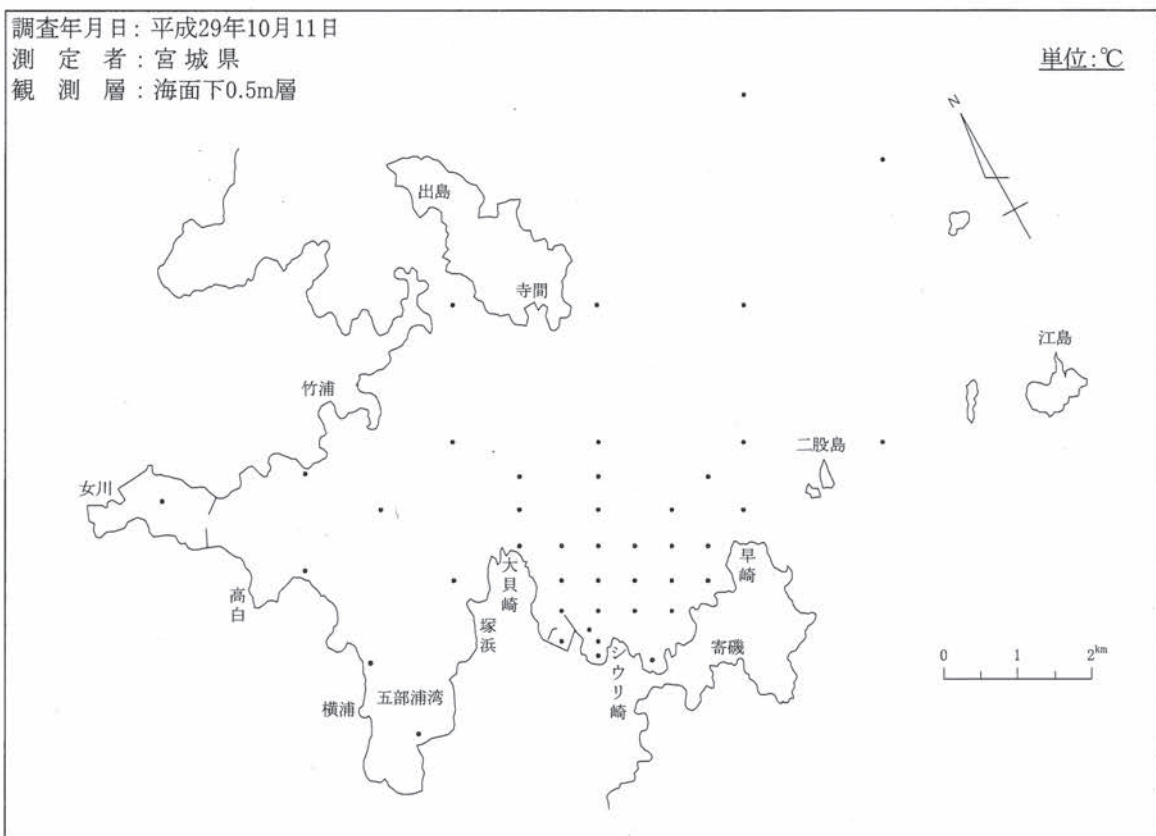 調査年月日：平成29年10月11日
測定者：宮城県
観測層：海面下0.5m層
単位：℃
N
出島
寺間
江島
竹浦
二股島
女川
早崎
大貝崎
高白
塚浜
寄磯
シウリ崎
五部浦湾
横浦
0 1 2km